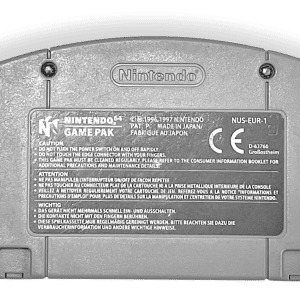 Nintendo
NINTENDO 64
GAME PAK
© 1996, 1997 NINTENDO
PAT. P. MADE IN JAPAN/
FABRIQUE AU JAPON
NUS-EUR-1
CE
D-63760
Großostheim
CAUTION
DO NOT TURN THE POWER SWITCH ON AND OFF RAPIDLY.
DO NOT TOUCH THE EDGE CONNECTOR WITH YOUR FINGERS.
THIS GAME PAK MUST BE CLEANED REGULARLY. PLEASE REFER TO THE CONSUMER INFORMATION BOOKLET FOR
ADDITIONAL PRECAUTIONS AND MAINTENANCE DETAILS.
ATTENTION
NE PAS MANIPULER L'INTERRUPTEUR ON/OFF DE FACON REPETEE.
NE PAS TOUCHER AU CONNECTEUR PLAT DE LA CARTOUCHE NI A LA PRISE METALLIQUE INTERIEURE DE LA CONSOLE.
VEILLEZ A NETTOYER REGULIEREMENT VOTRE CARTOUCHE DE JEU. REFEREZ VOUS A LA NOTICE "INFORMATIONS ET
PRECAUTIONS D'EMPLOI" POUR PLUS DE DETAILS SUR LA MANIPULATION ET L'ENTRETIEN DE VOTRE SYSTEME NINTENDO.
WICHTIG
DAS GERÄT NICHT MEHRMALS SCHNELL EIN- UND AUSSCHALTEN.
DIE KONTAKTE NICHT MIT DEN FINGERN BERÜHREN.
DIESE SPIELKASSETTE MUSS REGELMÄSSIG GEREINIGT WERDEN. BITTE BEACHTEN SIE DAZU DIE
VERBRAUCHERINFORMATION UND ANDERE WICHTIGE HINWEISE.